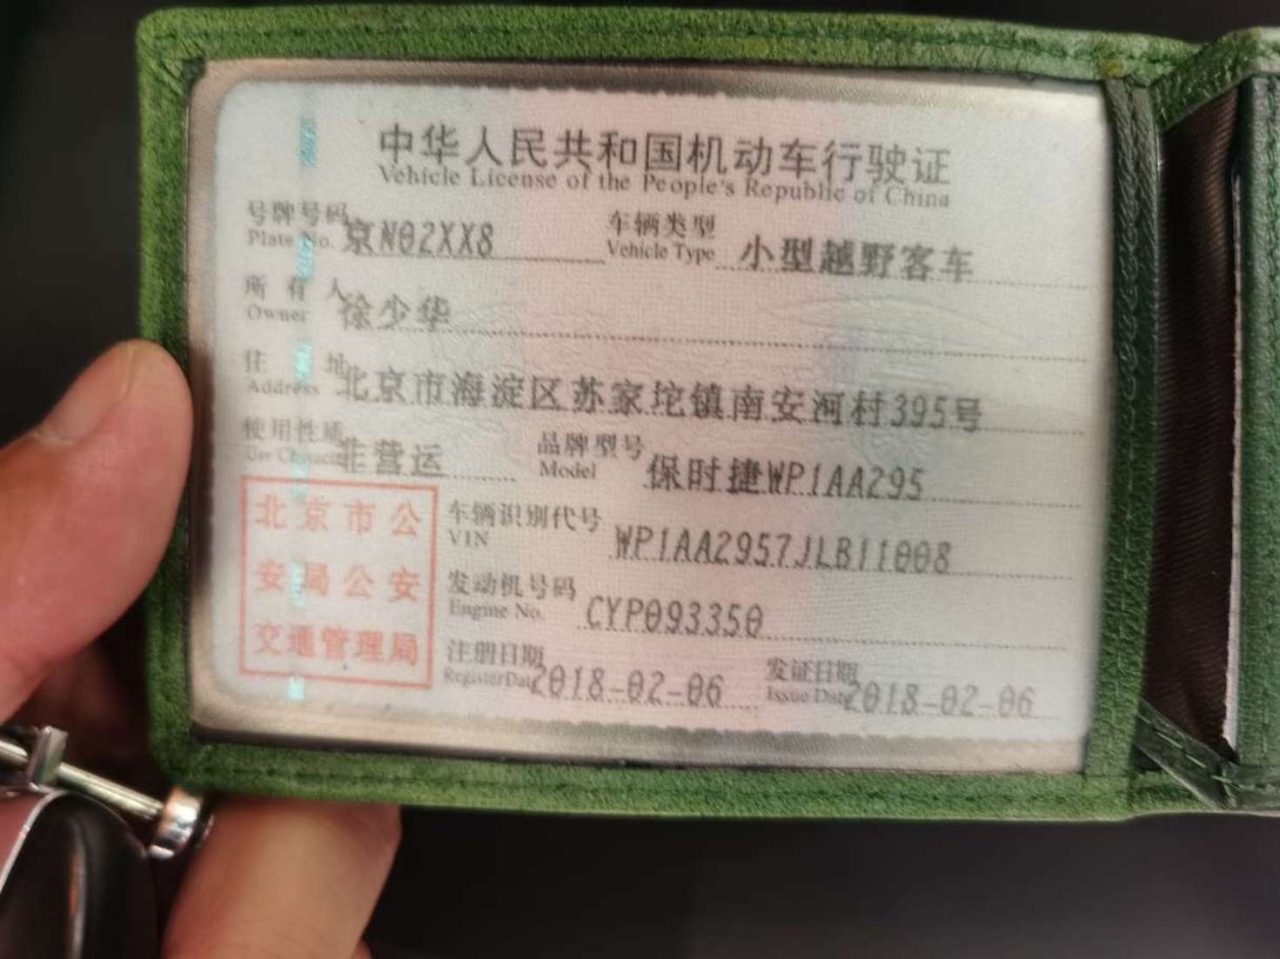 中华人民共和国机动车行驶证
Vehicle License of the People's Republic of China
号牌号码 京N02XX8 车辆类型 小型越野客车
Plate No. Vehicle Type
所有人 徐少华
Owner
住址 北京市海淀区苏家坨镇南安河村395号
Address
使用性质 非营运 品牌型号 保时捷WP1AA295
Use Character Model
车辆识别代号 WP1AA2957JLB11008
VIN
发动机号码 CYP093350
Engine No.
注册日期 2018-02-06 发证日期 2018-02-06
Register Date Issue Date
北京市公
安局公安
交通管理局